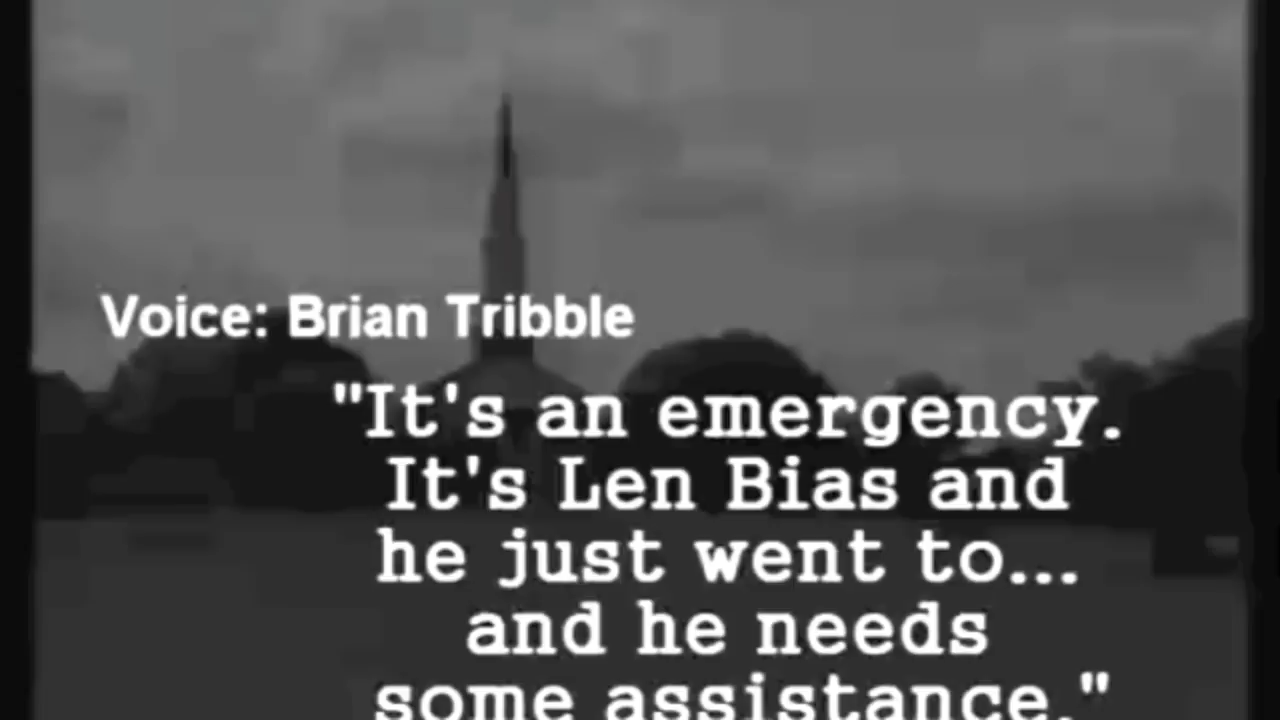 Voice: Brian Tribble
"It's an emergency.
It's Len Bias and
he just went to...
and he needs
some assistance."